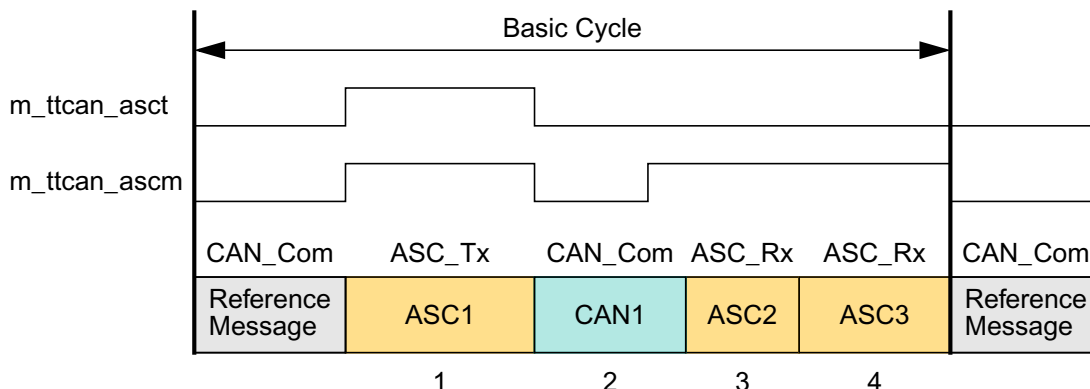 Basic Cycle
m_ttcan_asct
m_ttcan_ascm
CAN_Com ASC_Tx CAN_Com ASC_Rx ASC_Rx CAN_Com
Reference
Message
ASC1
CAN1
ASC2
ASC3
Reference
Message
1 2 3 4